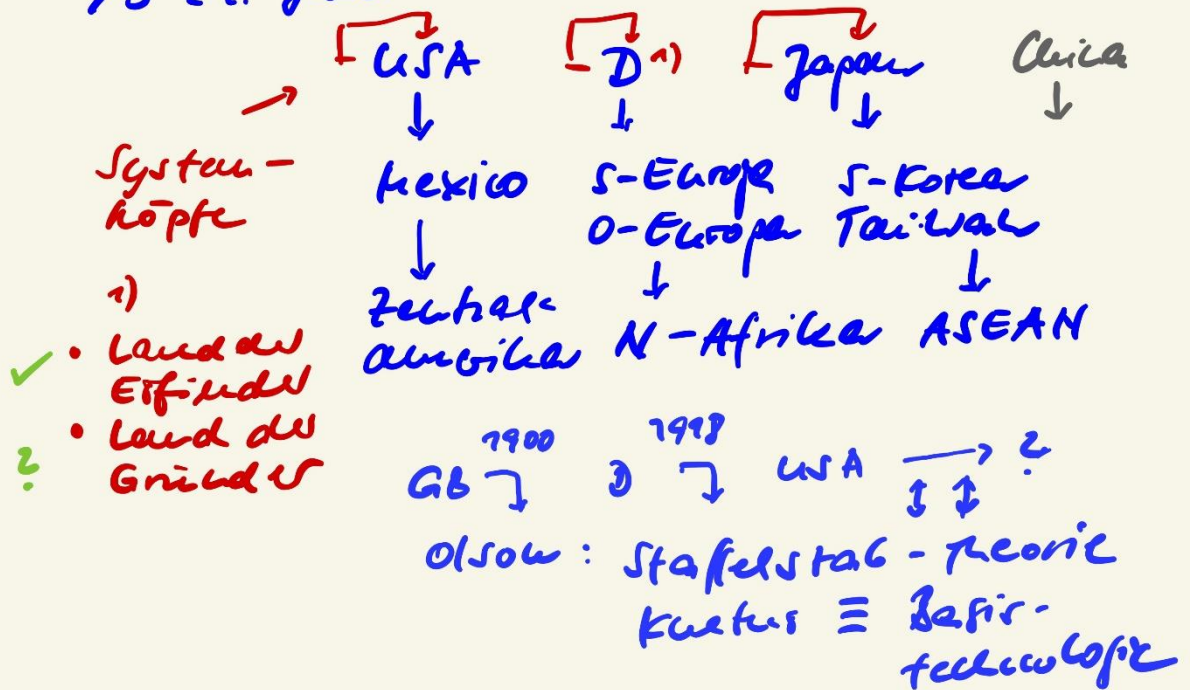 USA D 1) Japan China
System-
köpfe
Mexico S-Europa S-Korea
O-Europa Taiwan
Zentral-
amerika N-Afrika ASEAN
1)
✓ • Land der
Erfinder
? • Land der
Gründer
GB 1900 D 1918 USA → ?
Olson: Staffelstab-Theorie
Kultur ≡ Basis-
technologie